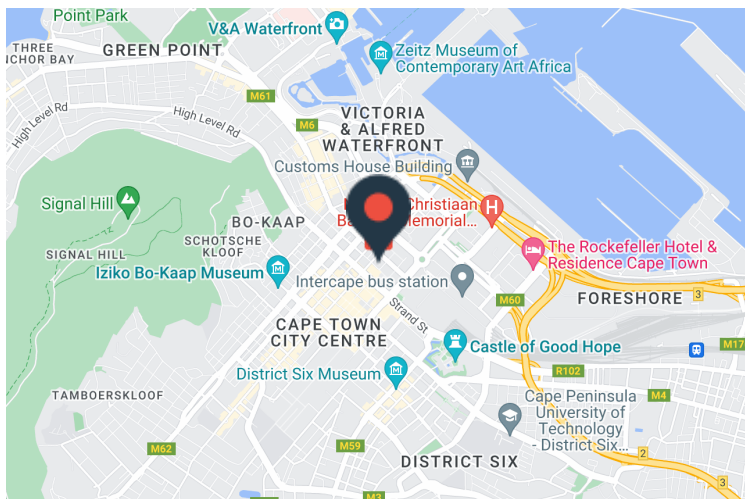 Point Park
V&A Waterfront
THREE
NCHOR BAY
GREEN POINT
Zeitz Museum of
Contemporary Art Africa
M61
High Level Rd
High Level Rd
M6
VICTORIA
& ALFRED
WATERFRONT
Customs House Building
Signal Hill
Christiaan
Memorial...
H
BO-KAAP
SCHOTSCHE
KLOOF
SIGNAL HILL
The Rockefeller Hotel &
Residence Cape Town
Iziko Bo-Kaap Museum
Intercape bus station
M60
FORESHORE
3
3
Strand St
CAPE TOWN
CITY CENTRE
Castle of Good Hope
M17
District Six Museum
R102
TAMBOERSKLOOF
M4
Cape Peninsula
University of
Technology
- District Six...
M62
M59
DISTRICT SIX
2
2
M3